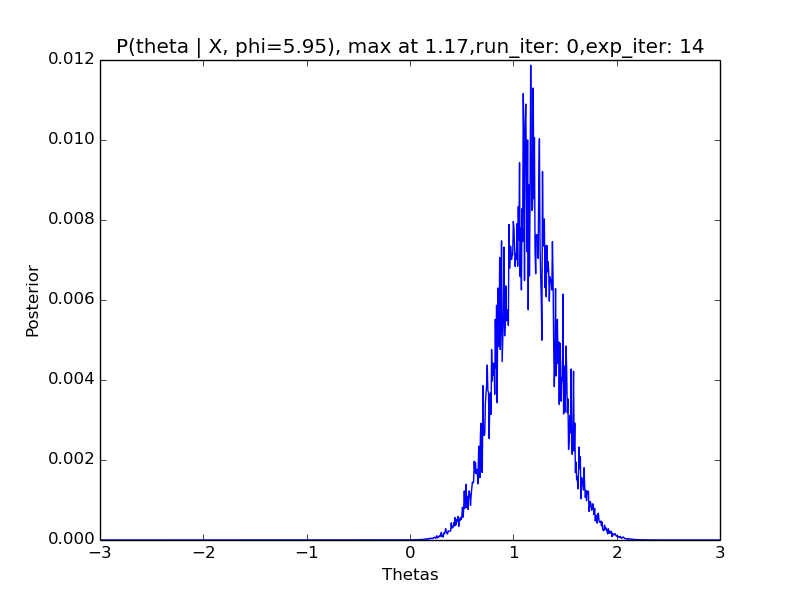 P(theta | X, phi=5.95), max at 1.17,run_iter: 0,exp_iter: 14
0.012
0.010
0.008
0.006
0.004
0.002
0.000
Posterior
−3 −2 −1 0 1 2 3
Thetas